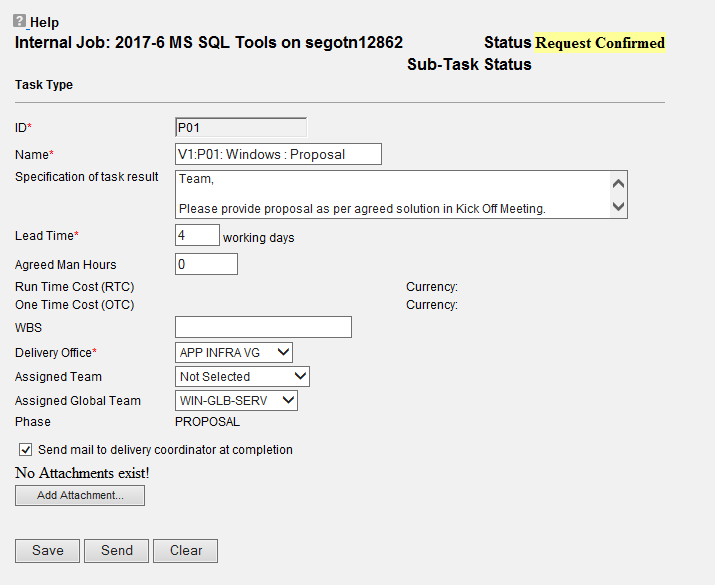 ? Help
Internal Job: 2017-6 MS SQL Tools on segotn12862 Status Request Confirmed
Sub-Task Status
Task Type
ID* P01
Name* V1:P01: Windows : Proposal
Specification of task result Team,
Please provide proposal as per agreed solution in Kick Off Meeting.
Lead Time* 4 working days
Agreed Man Hours 0
Run Time Cost (RTC) Currency:
One Time Cost (OTC) Currency:
WBS
Delivery Office* APP INFRA VG
Assigned Team Not Selected
Assigned Global Team WIN-GLB-SERV
Phase PROPOSAL
Send mail to delivery coordinator at completion
No Attachments exist!
Add Attachment...
Save Send Clear